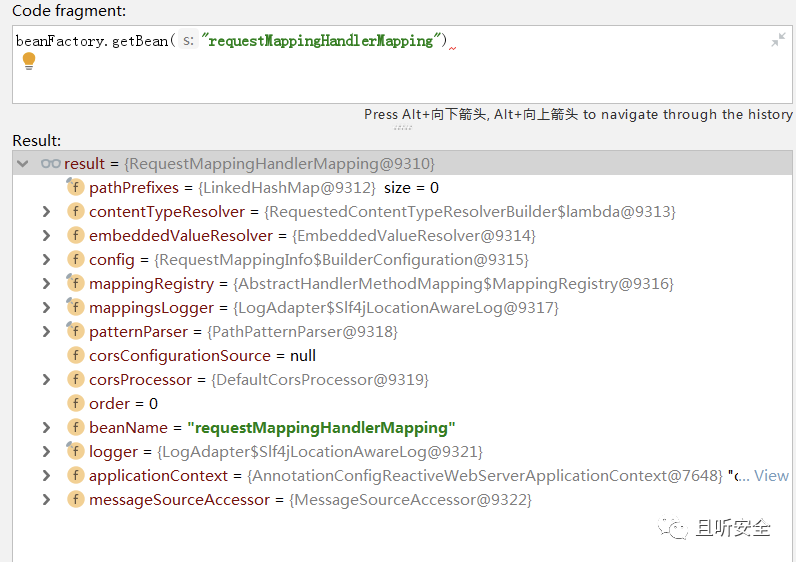 Code fragment:
beanFactory.getBean( s: "requestMappingHandlerMapping")
Press Alt+向下箭头, Alt+向上箭头 to navigate through the history
Result:
result = {RequestMappingHandlerMapping@9310}
f pathPrefixes = {LinkedHashMap@9312} size = 0
f contentTypeResolver = {RequestedContentTypeResolverBuilder$lambda@9313}
f embeddedValueResolver = {EmbeddedValueResolver@9314}
f config = {RequestMappingInfo$BuilderConfiguration@9315}
f mappingRegistry = {AbstractHandlerMethodMapping$MappingRegistry@9316}
f mappingsLogger = {LogAdapter$Slf4jLocationAwareLog@9317}
f patternParser = {PathPatternParser@9318}
f corsConfigurationSource = null
f corsProcessor = {DefaultCorsProcessor@9319}
f order = 0
f beanName = "requestMappingHandlerMapping"
f logger = {LogAdapter$Slf4jLocationAwareLog@9321}
f applicationContext = {AnnotationConfigReactiveWebServerApplicationContext@7648} "c... View
f messageSourceAccessor = {MessageSourceAccessor@9322}
且听安全